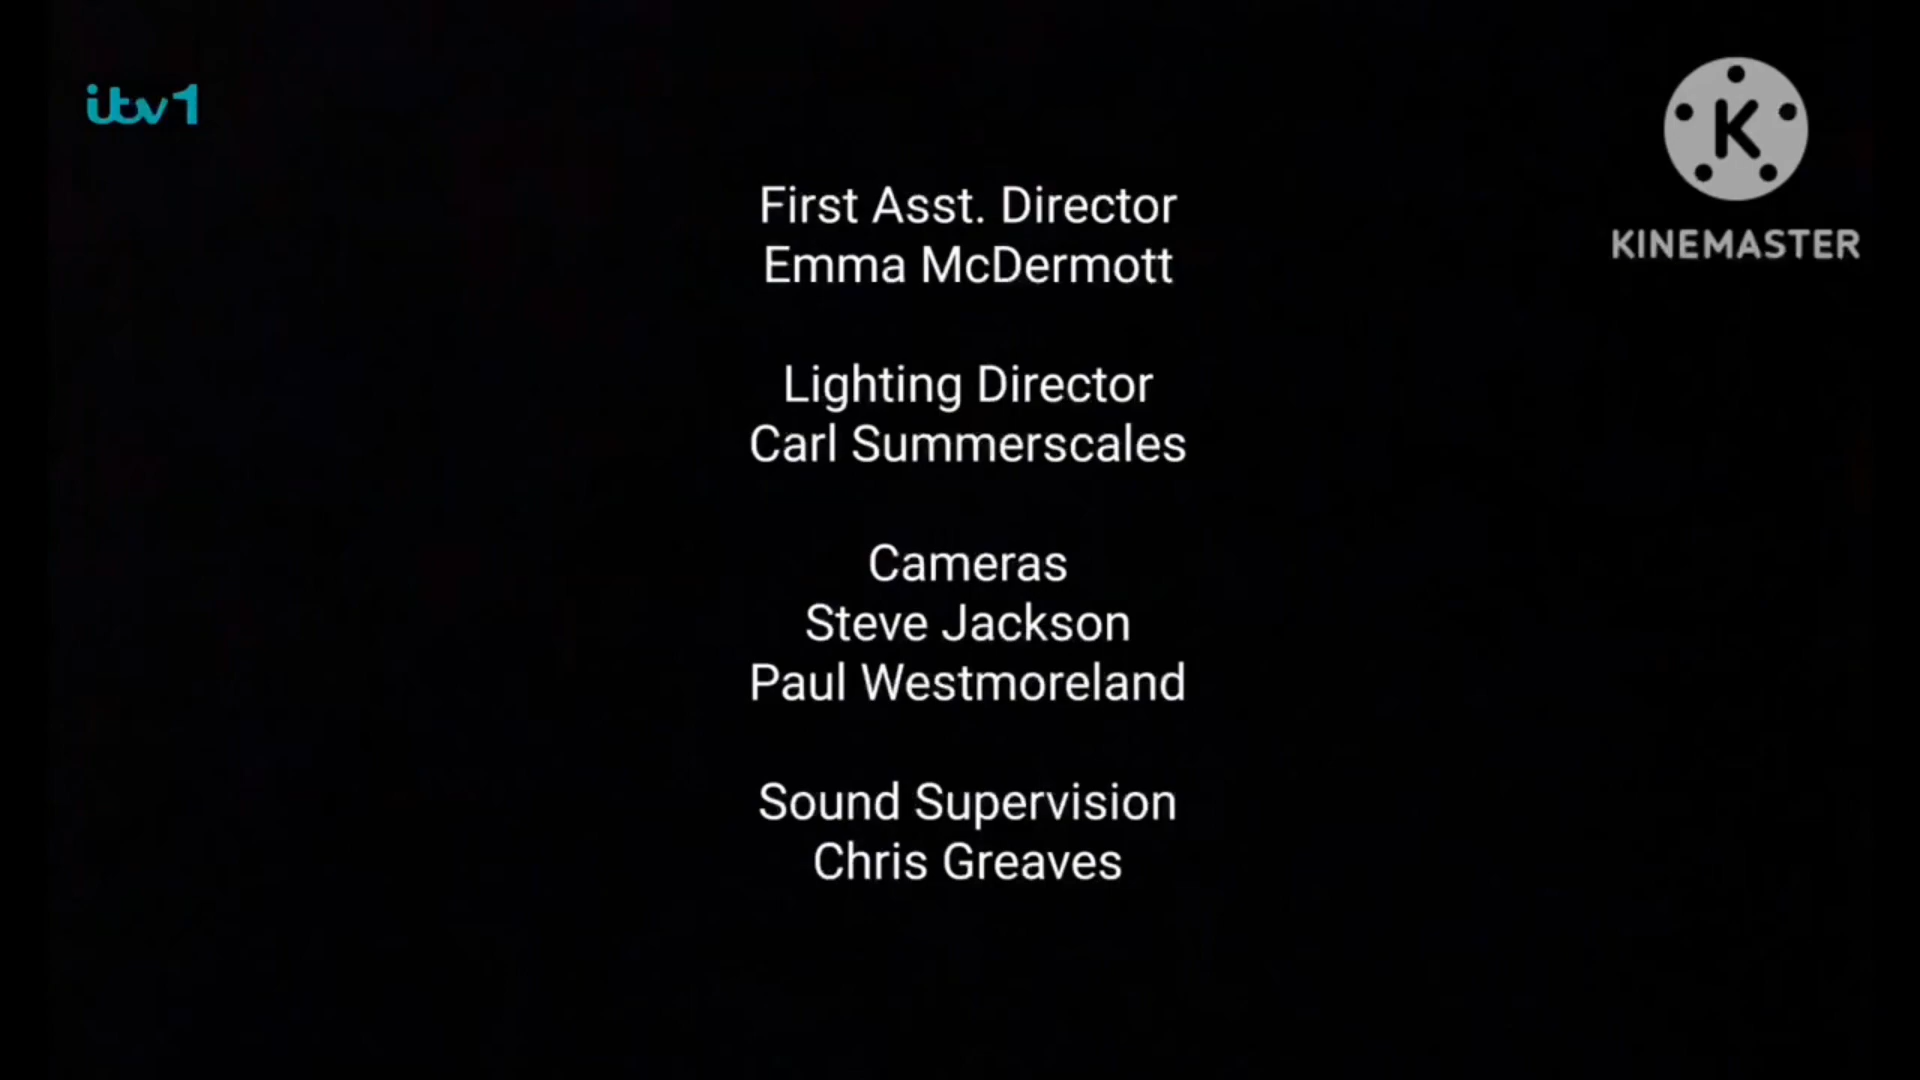 itv1
K
KINEMASTER
First Asst. Director
Emma McDermott
Lighting Director
Carl Summerscales
Cameras
Steve Jackson
Paul Westmoreland
Sound Supervision
Chris Greaves